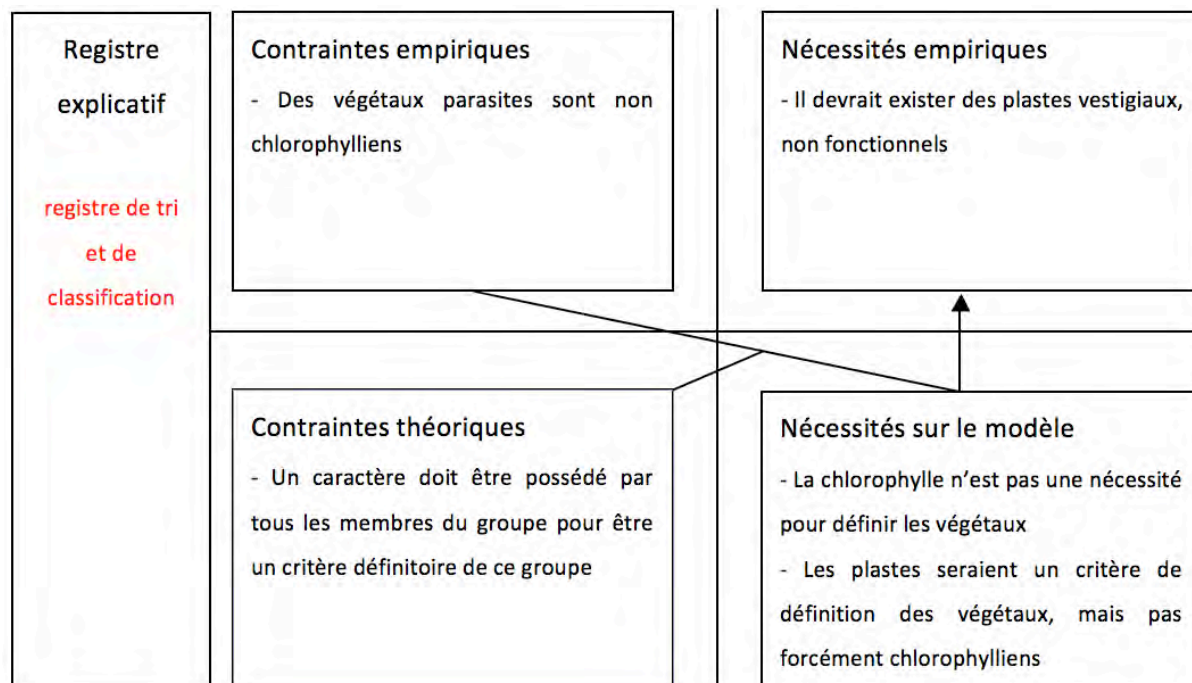 Registre
explicatif
registre de tri
et de
classification
Contraintes empiriques
- Des végétaux parasites sont non
chlorophylliens
Nécessités empiriques
- Il devrait exister des plastes vestigiaux,
non fonctionnels
Contraintes théoriques
- Un caractère doit être possédé par
tous les membres du groupe pour être
un critère définitoire de ce groupe
Nécessités sur le modèle
- La chlorophylle n’est pas une nécessité
pour définir les végétaux
- Les plastes seraient un critère de
définition des végétaux, mais pas
forcément chlorophylliens